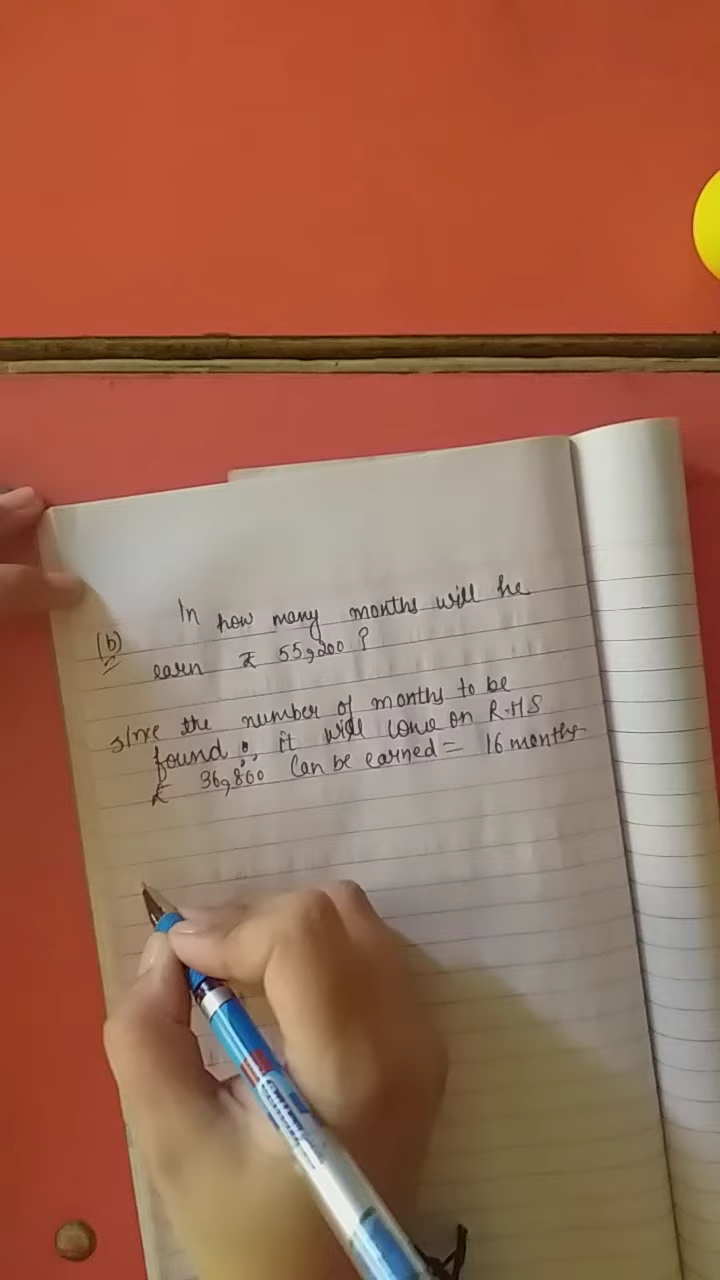 (b) In how many months will he
earn ₹ 55,200 ?
since the number of months to be
found, it will come on R.H.S
₹ 36,800 can be earned = 16 months